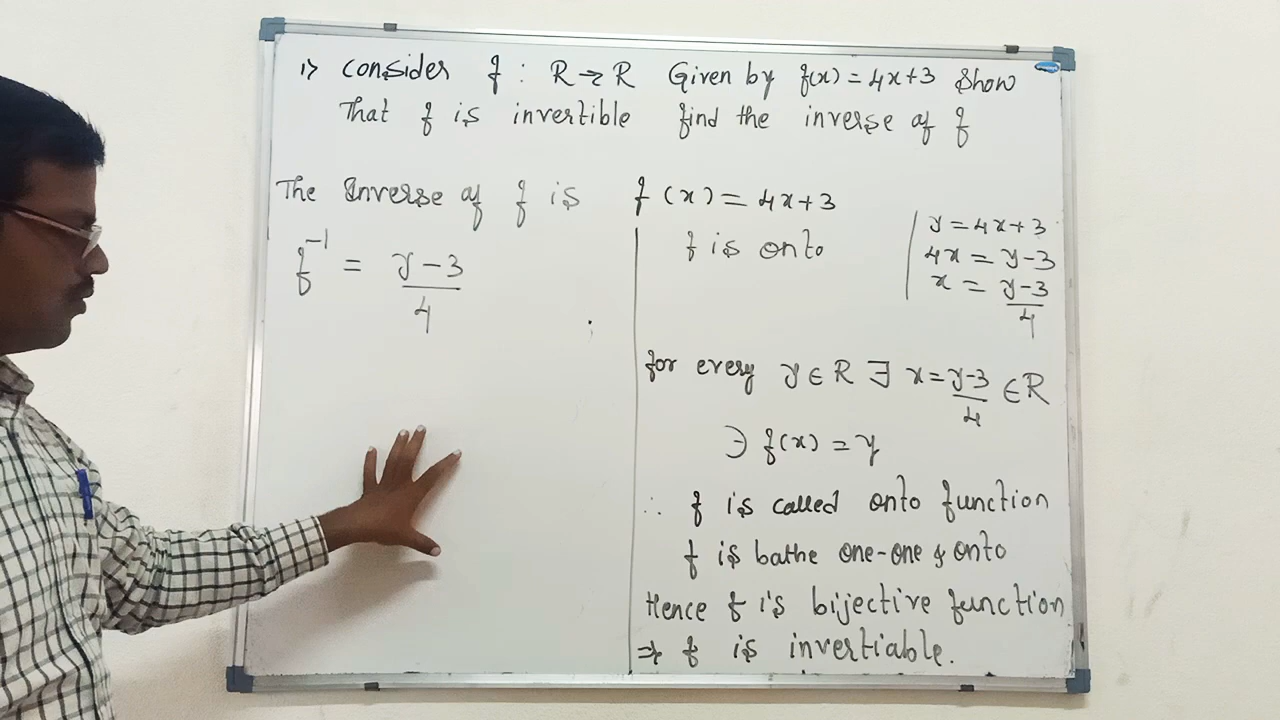 1) Consider f : R→R Given by f(x) = 4x+3 Show
That f is invertible find the inverse of f
The Inverse of f is
f⁻¹ = y-3/4
f(x) = 4x+3
f is onto
y = 4x+3
4x = y-3
x = y-3/4
for every y ∈ R ∃ x = y-3/4 ∈ R
∋ f(x) = y
∴ f is called onto function
f is bathe one-one & onto
Hence f is bijective function
⇒ f is invertiable.